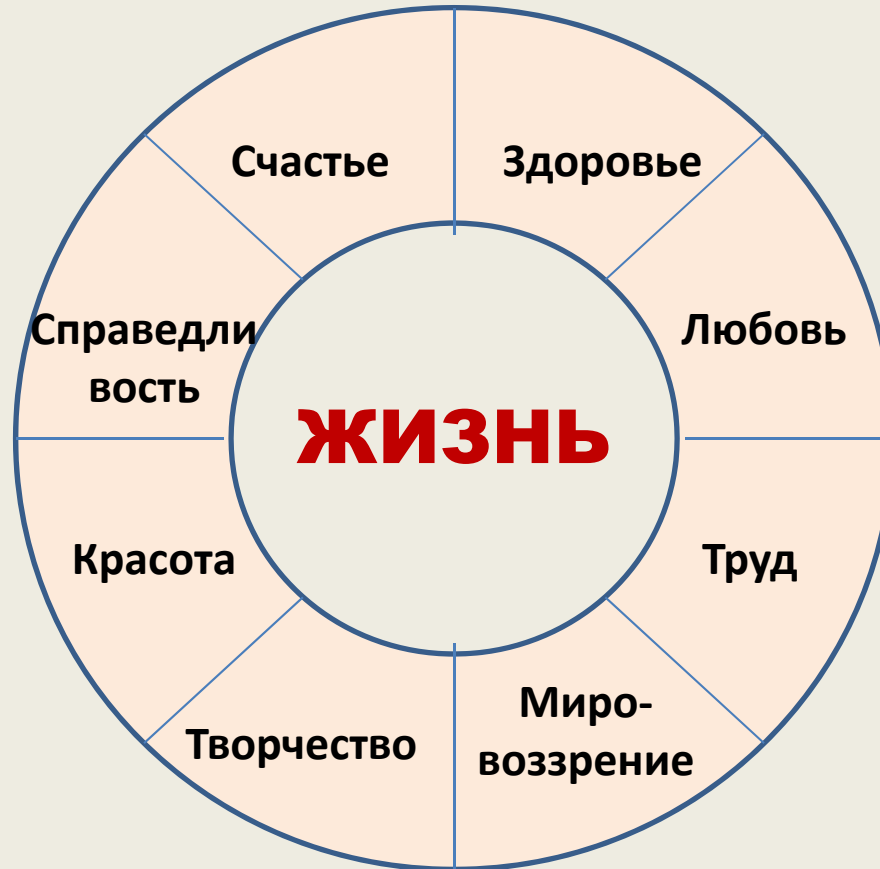 Счастье
Здоровье
Справедли
вость
Любовь
ЖИЗНЬ
Красота
Труд
Творчество
Миро-
воззрение